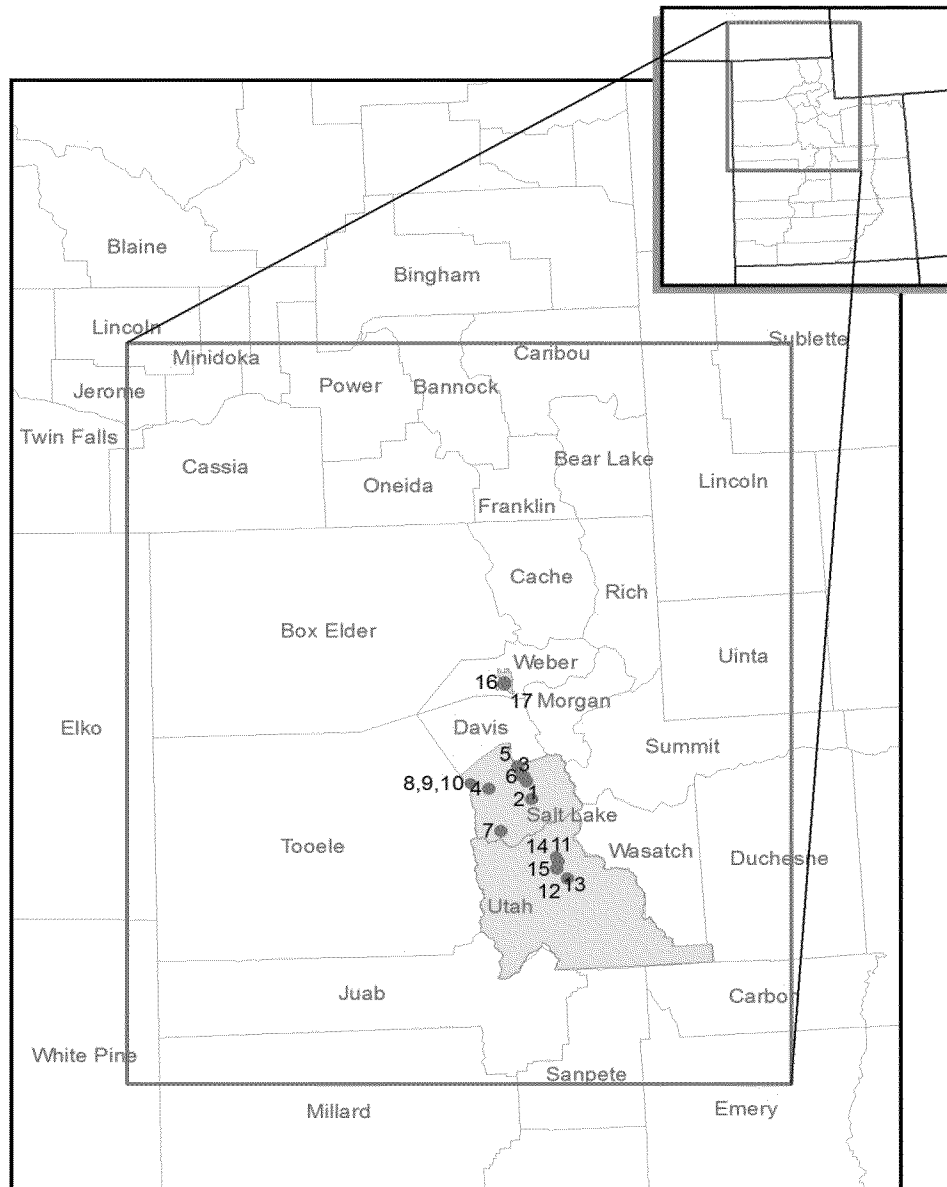 Blaine
Bingham
Lincoln
Sublette
Minidoka
Caribou
Jerome
Power
Bannock
Twin Falls
Cassia
Bear Lake
Oneida
Lincoln
Franklin
Cache
Rich
Box Elder
Weber
Uinta
16
17
Morgan
Elko
Davis
Summit
5
3
8,9,10
4
6
2
1
Salt Lake
7
Tooele
14
11
Wasatch
Duchesne
15
12
13
Utah
Juab
Carbon
White Pine
Sanpete
Millard
Emery